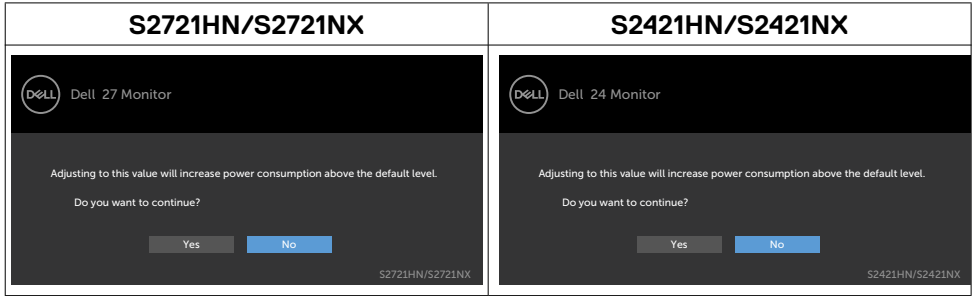 S2721HN/S2721NX
S2421HN/S2421NX
DELL
Dell 27 Monitor
Adjusting to this value will increase power consumption above the default level.
Do you want to continue?
Yes No
S2721HN/S2721NX
DELL
Dell 24 Monitor
Adjusting to this value will increase power consumption above the default level.
Do you want to continue?
Yes No
S2421HN/S2421NX